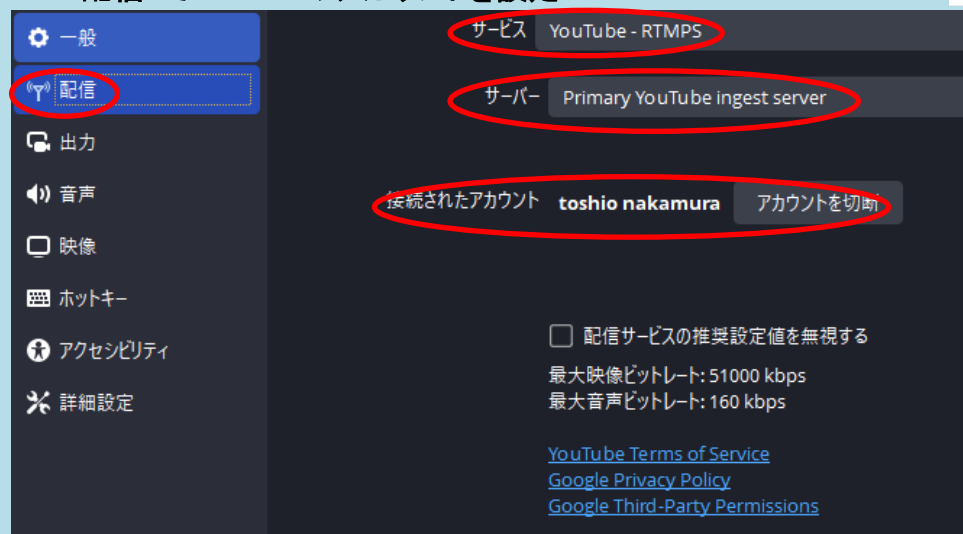 一般
配信
出力
音声
映像
ホットキー
アクセシビリティ
詳細設定
サービス YouTube - RTMPS
サーバー Primary YouTube ingest server
接続されたアカウント toshio nakamura アカウントを切断
配信サービスの推奨設定値を無視する
最大映像ビットレート: 51000 kbps
最大音声ビットレート: 160 kbps
YouTube Terms of Service
Google Privacy Policy
Google Third-Party Permissions